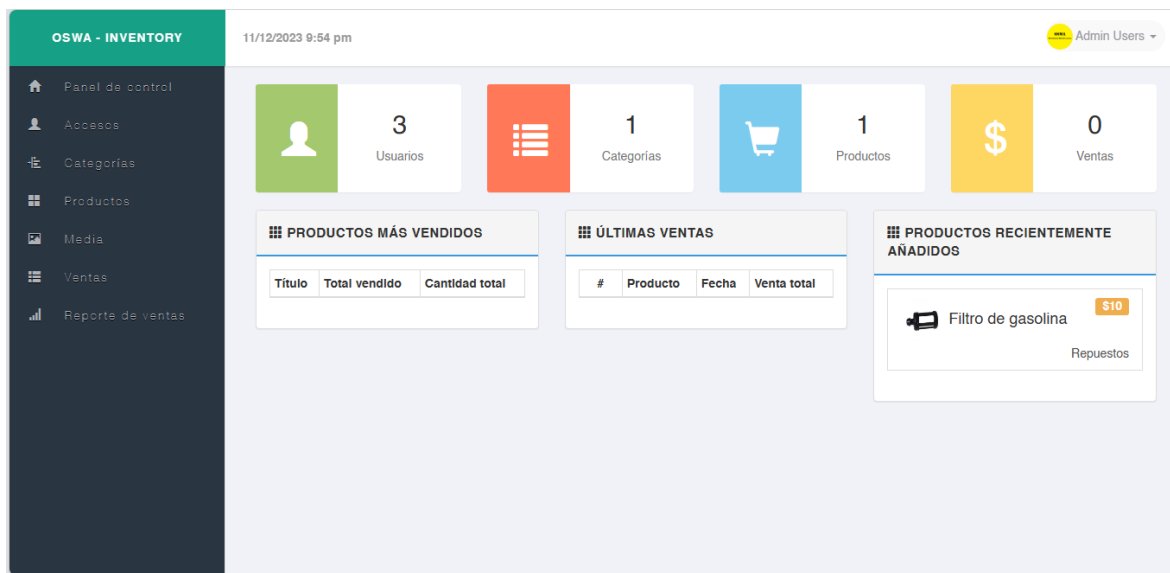 OSWA - INVENTORY
11/12/2023 9:54 pm
Admin Users
Panel de control
Accesos
Categorías
Productos
Media
Ventas
Reporte de ventas
3
Usuarios
1
Categorías
1
Productos
$
0
Ventas
PRODUCTOS MÁS VENDIDOS
Título Total vendido Cantidad total
ÚLTIMAS VENTAS
# Producto Fecha Venta total
PRODUCTOS RECIENTEMENTE
AÑADIDOS
$10
Filtro de gasolina
Repuestos